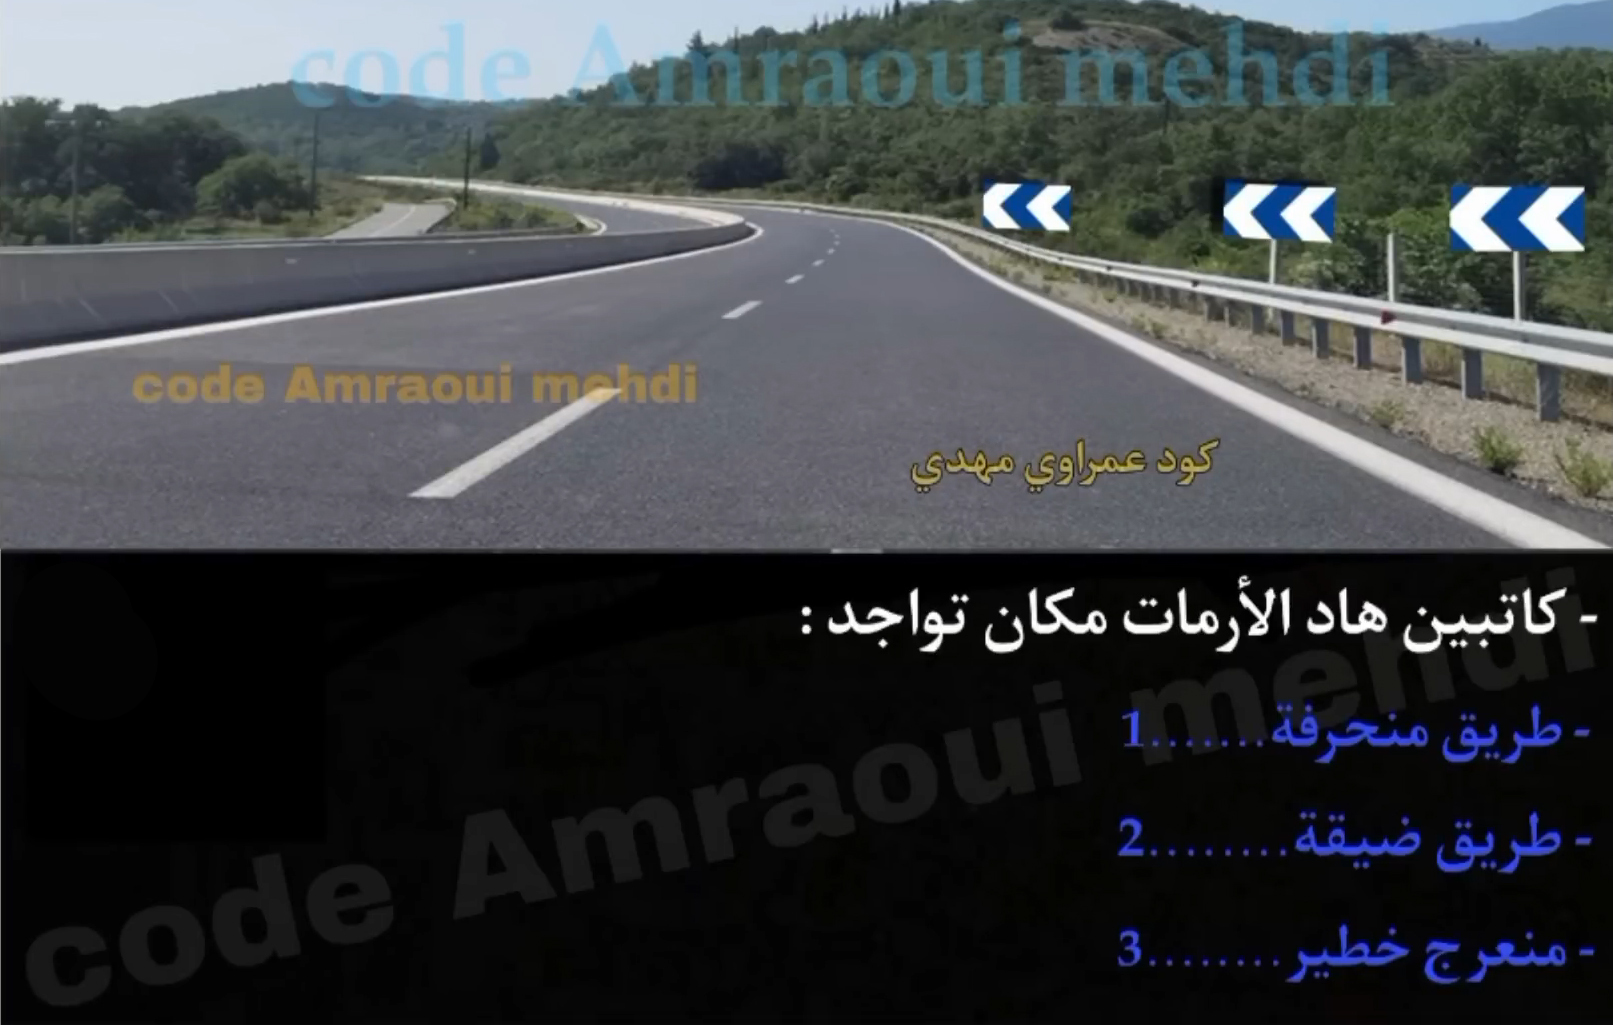 code Amraoui mehdi
code Amraoui mehdi
كود عمراوي مهدي
- كاتبين هاد الأرمات مكان تواجد :
- طريق منحرفة.......1
- طريق ضيقة........2
- منعرج خطير........3
code Amraoui mehdi